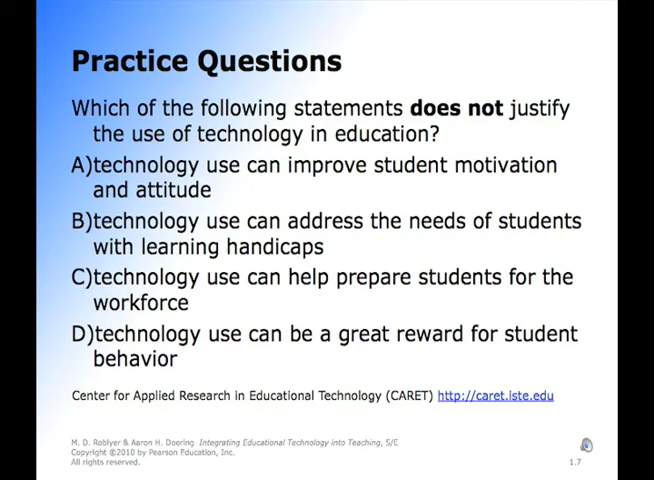 Practice Questions
Which of the following statements does not justify
the use of technology in education?
A)technology use can improve student motivation
and attitude
B)technology use can address the needs of students
with learning handicaps
C)technology use can help prepare students for the
workforce
D)technology use can be a great reward for student
behavior
Center for Applied Research in Educational Technology (CARET) http://caret.iste.edu
M. D. Roblyer & Aaron H. Doering Integrating Educational Technology into Teaching, 5/E
Copyright ©2010 by Pearson Education, Inc.
All rights reserved.
1.7